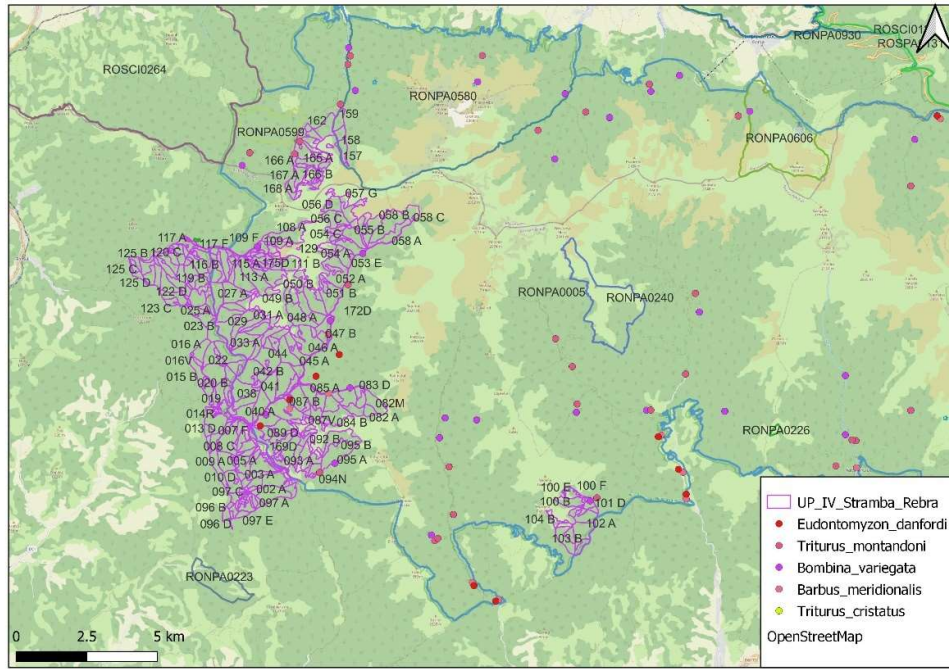 RONPA0930
ROSCI0264
RONPA0580
RONPA0599
RONPA0606
162
159
158
157
166 A
165 A
167 A
166 B
168 A
057 G
056 D
056 C
058 B
058 C
108 A
054 C
055 B
117 A
109 F
109 A
058 A
125 B
120 C
117 F
129
054 A
115 A
175D
111 B
053 E
125 C
116 B
119 B
113 A
052 A
125 D
050 B
051 B
122 D
027 A
049 B
123 C
025 A
031 A
048 A
172D
023 B
029
047 B
016 A
033 A
046 A
016V
022
044
045 A
015 B
042 B
020 B
041
085 A
083 D
019
038
087 B
082M
014R
040 A
082 A
013 D
007 F
087V
084 B
089 D
008 C
092 B
169D
095 B
009 A
005 A
093 A
095 A
010 D
003 A
094N
097 C
002 A
096 B
097 A
096 D
097 E
RONPA0005
RONPA0240
RONPA0226
100 E
100 F
100 B
101 D
104 B
102 A
103 B
RONPA0223
UP_IV_Stramba_Rebra
Eudontomyzon_danfordi
Triturus_montandoni
Bombina_variegata
Barbus_meridionalis
Triturus_cristatus
OpenStreetMap
0 2.5 5 km